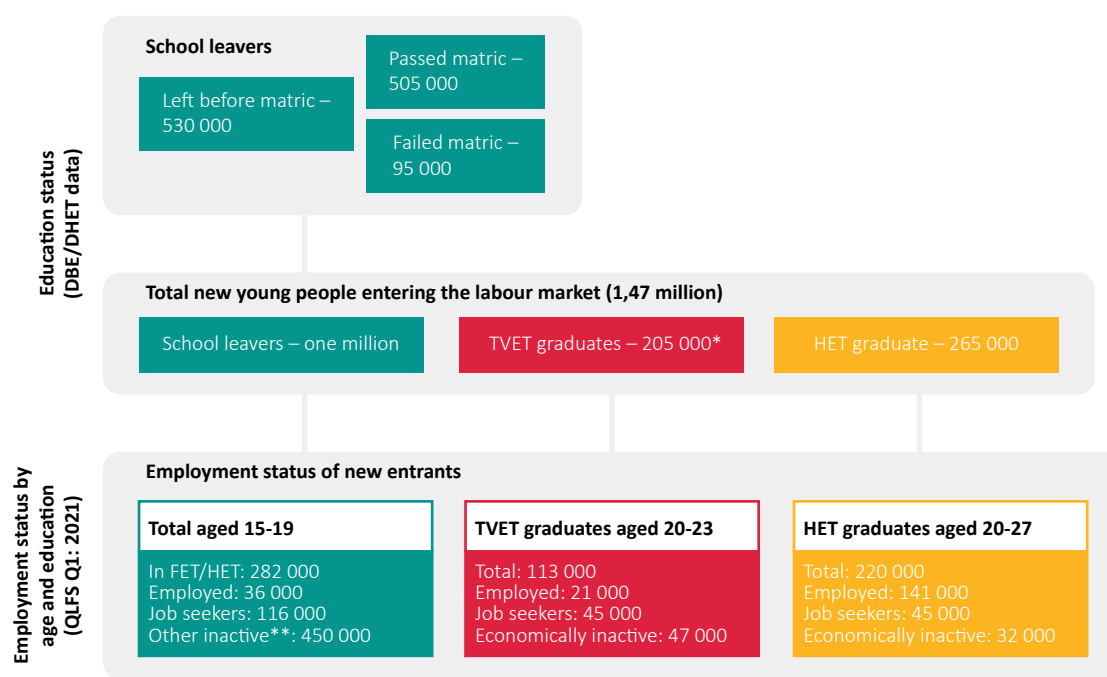 Education status
(DBE/DHET data)
School leavers
Left before matric –
530 000
Passed matric –
505 000
Failed matric –
95 000
Total new young people entering the labour market (1,47 million)
School leavers – one million
TVET graduates – 205 000*
HET graduate – 265 000
Employment status by
age and education
(QLFS Q1: 2021)
Employment status of new entrants
Total aged 15-19
In FET/HET: 282 000
Employed: 36 000
Job seekers: 116 000
Other inactive**: 450 000
TVET graduates aged 20-23
Total: 113 000
Employed: 21 000
Job seekers: 45 000
Economically inactive: 47 000
HET graduates aged 20-27
Total: 220 000
Employed: 141 000
Job seekers: 45 000
Economically inactive: 32 000